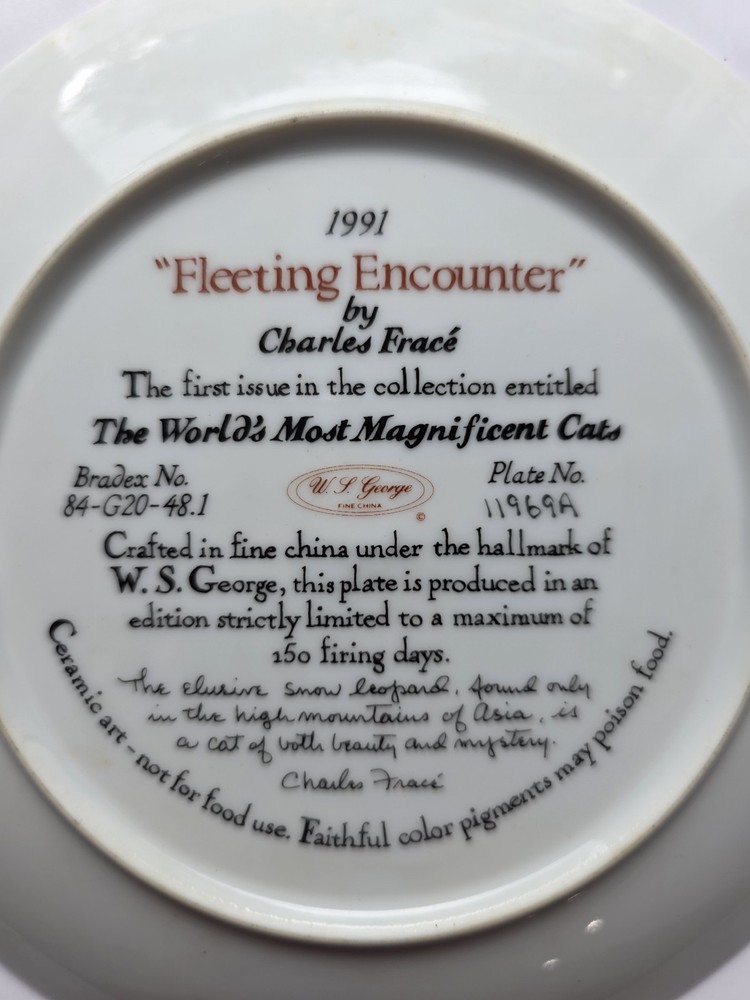 1991
"Fleeting Encounter"
by
Charles Fracé
The first issue in the collection entitled
The World's Most Magnificent Cats
Bradex No.
84-G20-48.1
W. S. George
FINE CHINA
©
Plate No.
11969A
Crafted in fine china under the hallmark of
W. S. George, this plate is produced in an
edition strictly limited to a maximum of
150 firing days.
The elusive snow leopard, found only
in the high mountains of Asia, is
a cat of both beauty and mystery.
Charles Fracé
Ceramic art - not for food use. Faithful color pigments may poison food.